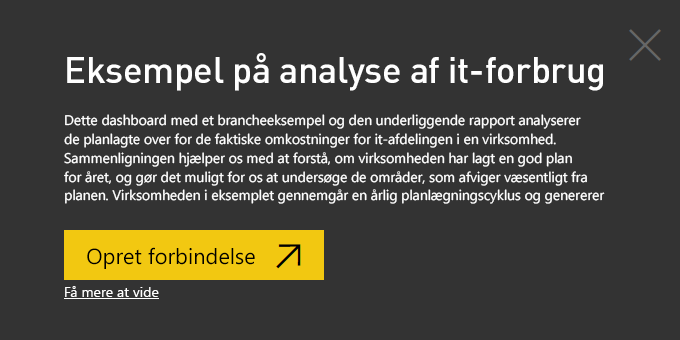 Eksempel på analyse af it-forbrug
Dette dashboard med et brancheeksempel og den underliggende rapport analyserer
de planlagte over for de faktiske omkostninger for it-afdelingen i en virksomhed.
Sammenligningen hjælper os med at forstå, om virksomheden har lagt en god plan
for året, og gør det muligt for os at undersøge de områder, som afviger væsentligt fra
planen. Virksomheden i eksemplet gennemgår en årlig planlægningscyklus og genererer
Opret forbindelse
Få mere at vide